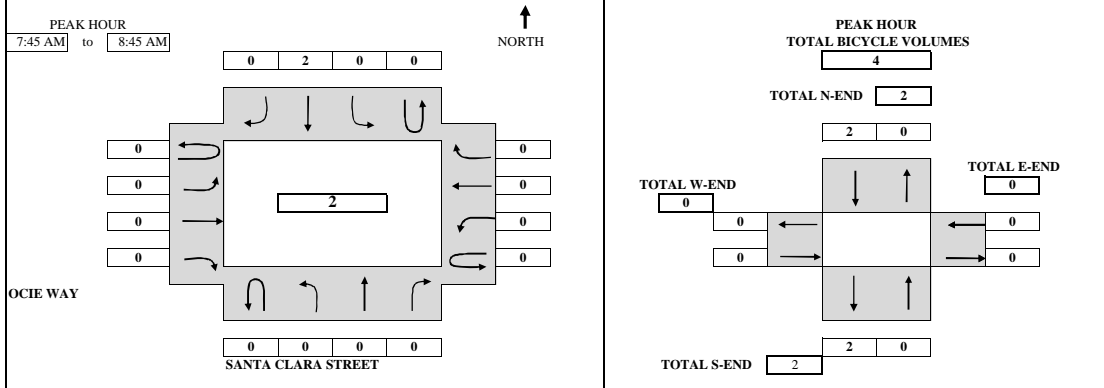 PEAK HOUR
7:45 AM to 8:45 AM
NORTH
0 2 0 0
0
0
0
0
2
0
0
0
0
OCIE WAY
0 0 0 0
SANTA CLARA STREET
PEAK HOUR
TOTAL BICYCLE VOLUMES
4
TOTAL N-END 2
2 0
TOTAL W-END
0
TOTAL E-END
0
0 0
0 0
2 0
TOTAL S-END 2